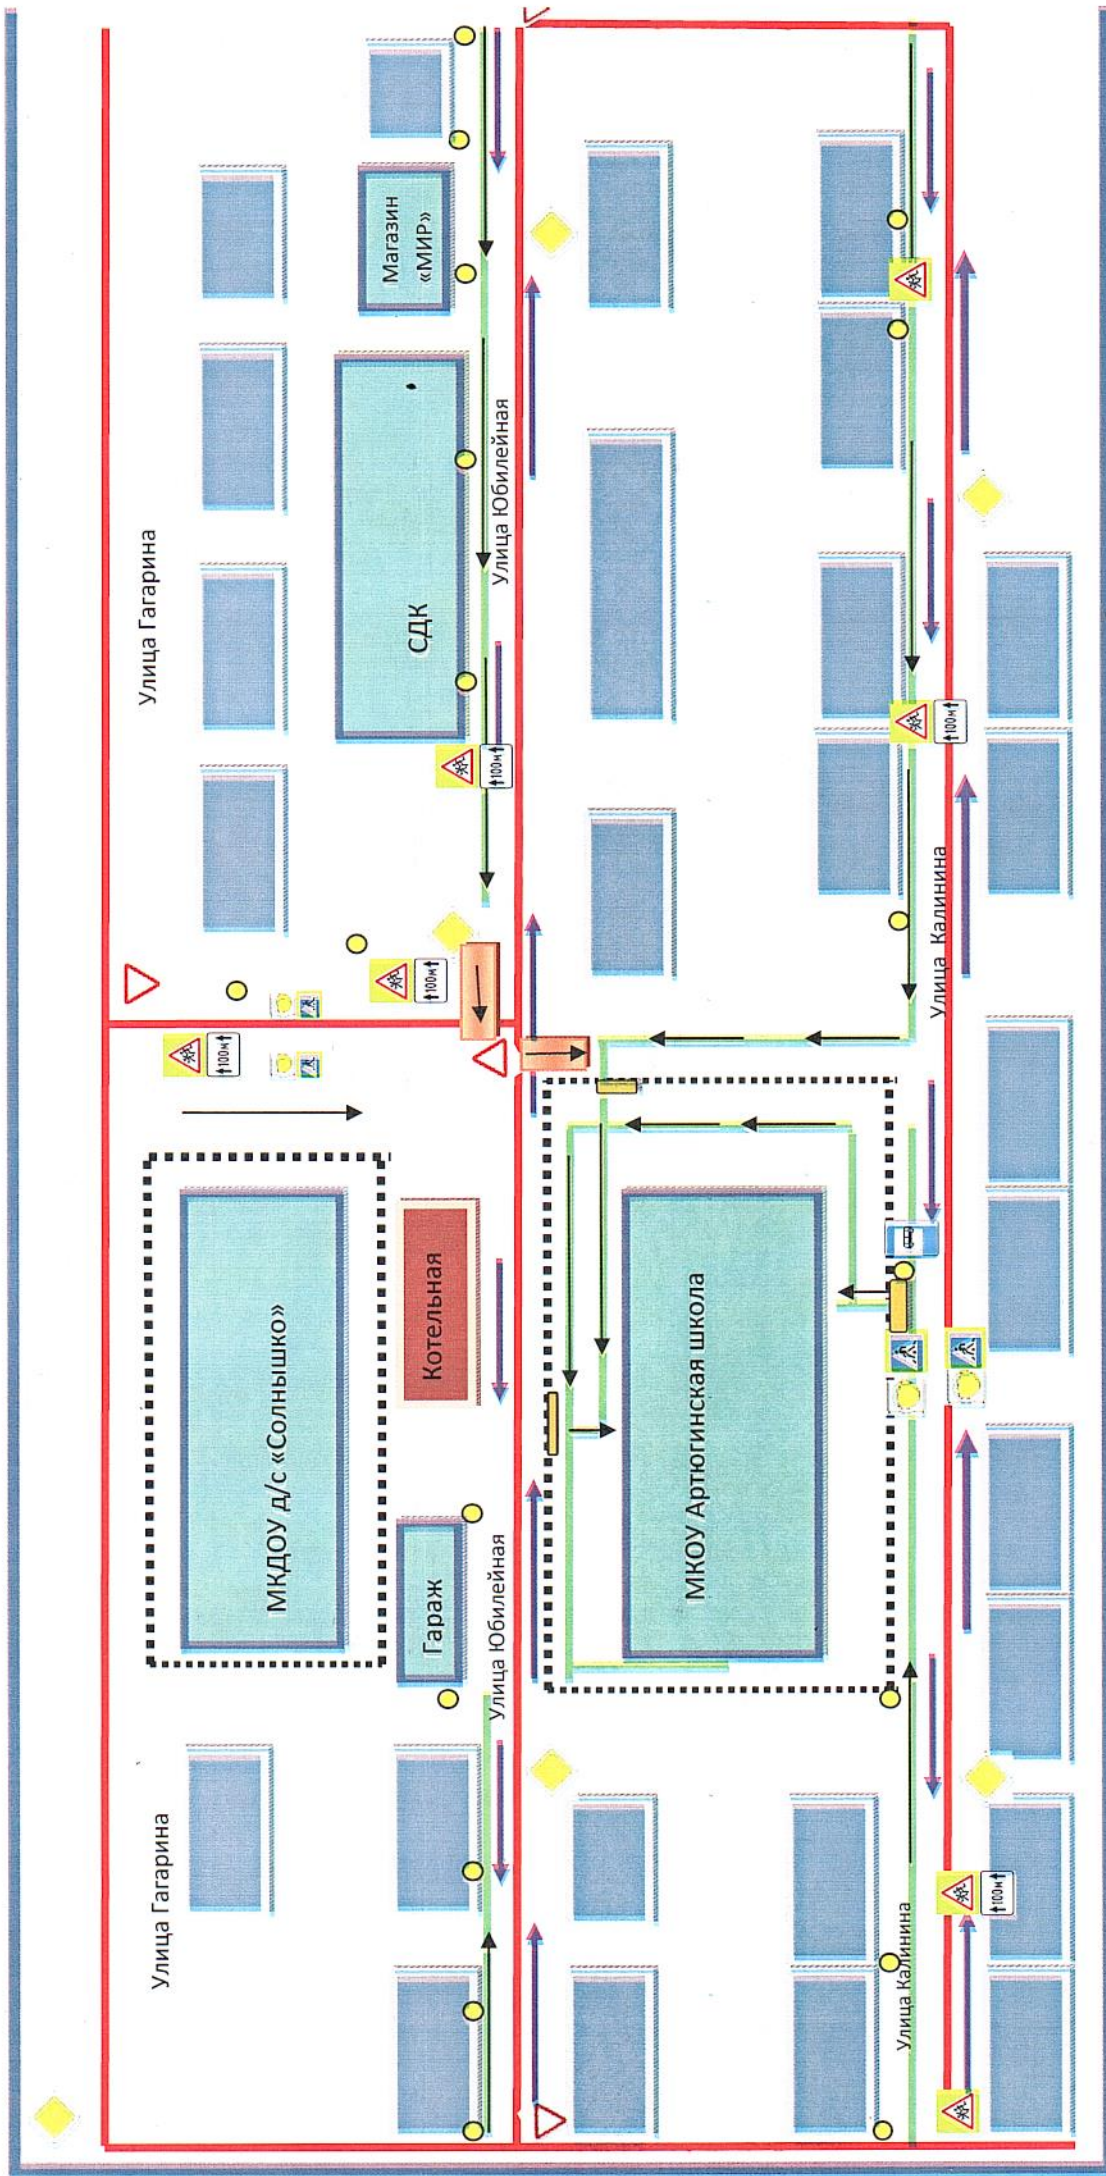 Улица Гагарина
Улица Гагарина
МКДОУ д/с «Солнышко»
100м
100м
СДК
Магазин
«МИР»
Гараж
Котельная
100м
Улица Юбилейная
Улица Юбилейная
МКОУ Артюгинская школа
Улица Калинина
Улица Калинина
100м
100м